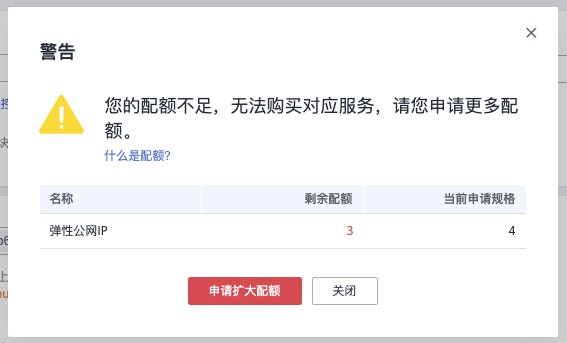 警告
您的配额不足，无法购买对应服务，请您申请更多配
额。
什么是配额?
名称 剩余配额 当前申请规格
弹性公网IP 3 4
申请扩大配额 关闭